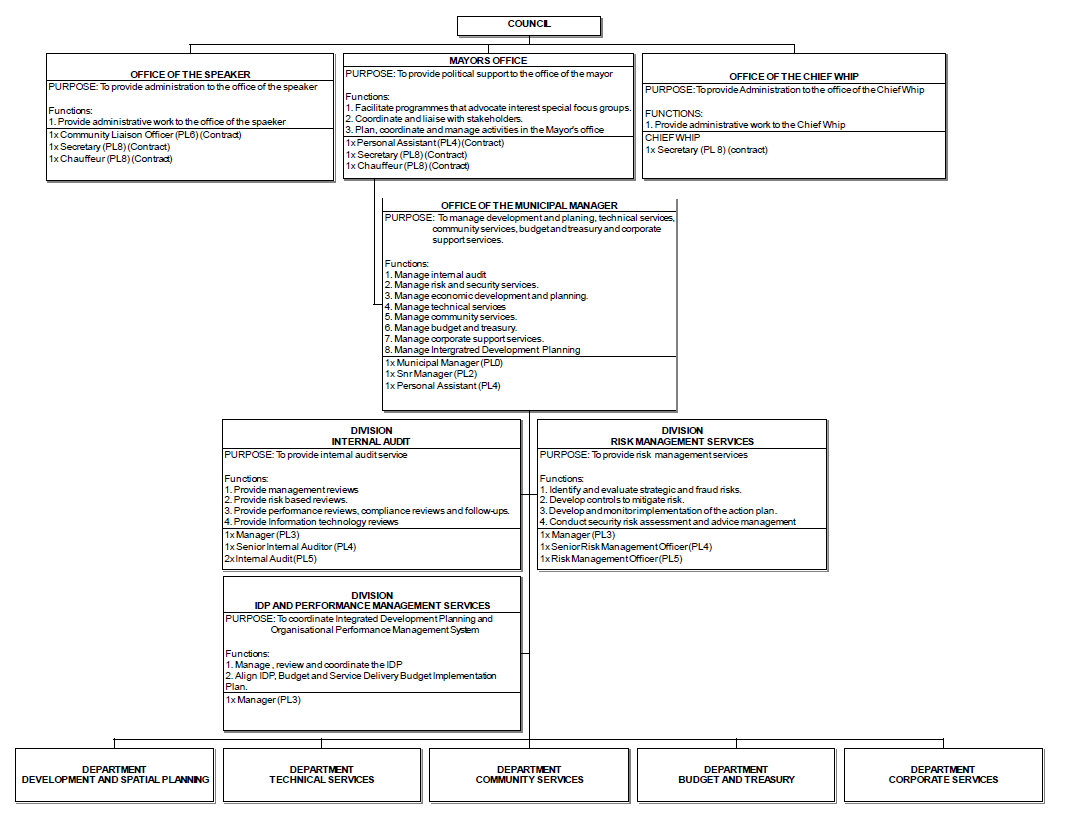 COUNCIL
OFFICE OF THE SPEAKER
PURPOSE: To provide administration to the office of the speaker
Functions:
1. Provide administrative work to the office of the spaeker
1x Community Liaison Officer (PL6) (Contract)
1x Secretary (PL8) (Contract)
1x Chauffeur (PL8) (Contract)
MAYORS OFFICE
PURPOSE: To provide political support to the office of the mayor
Functions:
1. Facilitate programmes that advocate interest special focus groups.
2. Coordinate and liaise with stakeholders.
3. Plan, coordinate and manage activities in the Mayor's office
1x Personal Assistant (PL4) (Contract)
1x Secretary (PL8) (Contract)
1x Chauffeur (PL8) (Contract)
OFFICE OF THE CHIEF WHIP
PURPOSE: To provide Administration to the office of the Chief Whip
FUNCTIONS:
1. Provide administrative work to the Chief Whip
CHIEF WHIP
1x Secretary (PL 8) (contract)
OFFICE OF THE MUNICIPAL MANAGER
PURPOSE: To manage development and planing, technical services,
community services, budget and treasury and corporate
support services.
Functions:
1. Manage internal audit
2. Manage risk and security services.
3. Manage economic development and planning.
4. Manage technical services
5. Manage community services.
6. Manage budget and treasury.
7. Manage corporate support services.
8. Manage Intergrated Development Planning
1x Municipal Manager (PL0)
1x Snr Manager (PL2)
1x Personal Assistant (PL4)
DIVISION
INTERNAL AUDIT
PURPOSE: To provide internal audit service
Functions:
1. Provide management reviews
2. Provide risk based reviews.
3. Provide performance reviews, compliance reviews and follow-ups.
4. Provide Information technology reviews
1x Manager (PL3)
1x Senior Internal Auditor (PL4)
2x Internal Audit (PL5)
DIVISION
RISK MANAGEMENT SERVICES
PURPOSE: To provide risk management services
Functions:
1. Identify and evaluate strategic and fraud risks.
2. Develop controls to mitigate risk.
3. Develop and monitor implementation of the action plan.
4. Conduct security risk assessment and advice management
1x Manager (PL3)
1x Senior Risk Management Officer (PL4)
1x Risk Management Officer (PL5)
DIVISION
IDP AND PERFORMANCE MANAGEMENT SERVICES
PURPOSE: To coordinate Integrated Development Planning and
Organisational Performance Management System
Functions:
1. Manage , review and coordinate the IDP
2. Align IDP, Budget and Service Delivery Budget Implementation
Plan.
1x Manager (PL3)
DEPARTMENT
DEVELOPMENT AND SPATIAL PLANNING
DEPARTMENT
TECHNICAL SERVICES
DEPARTMENT
COMMUNITY SERVICES
DEPARTMENT
BUDGET AND TREASURY
DEPARTMENT
CORPORATE SERVICES